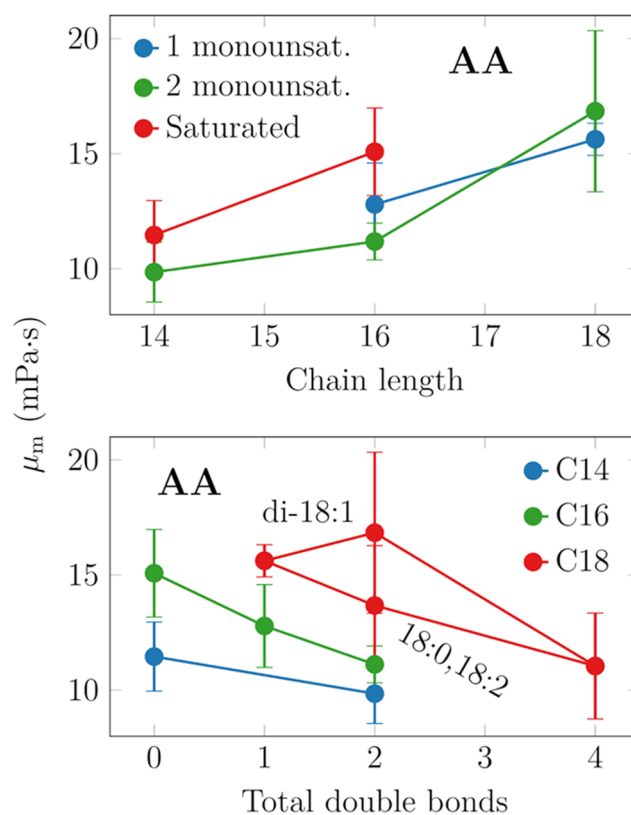 20
15
10
1 monounsat.
2 monounsat.
Saturated
AA
14 15 16 17 18
Chain length
μm (mPa·s)
20
15
10
AA
di-18:1
18:0,18:2
C14
C16
C18
0 1 2 3 4
Total double bonds